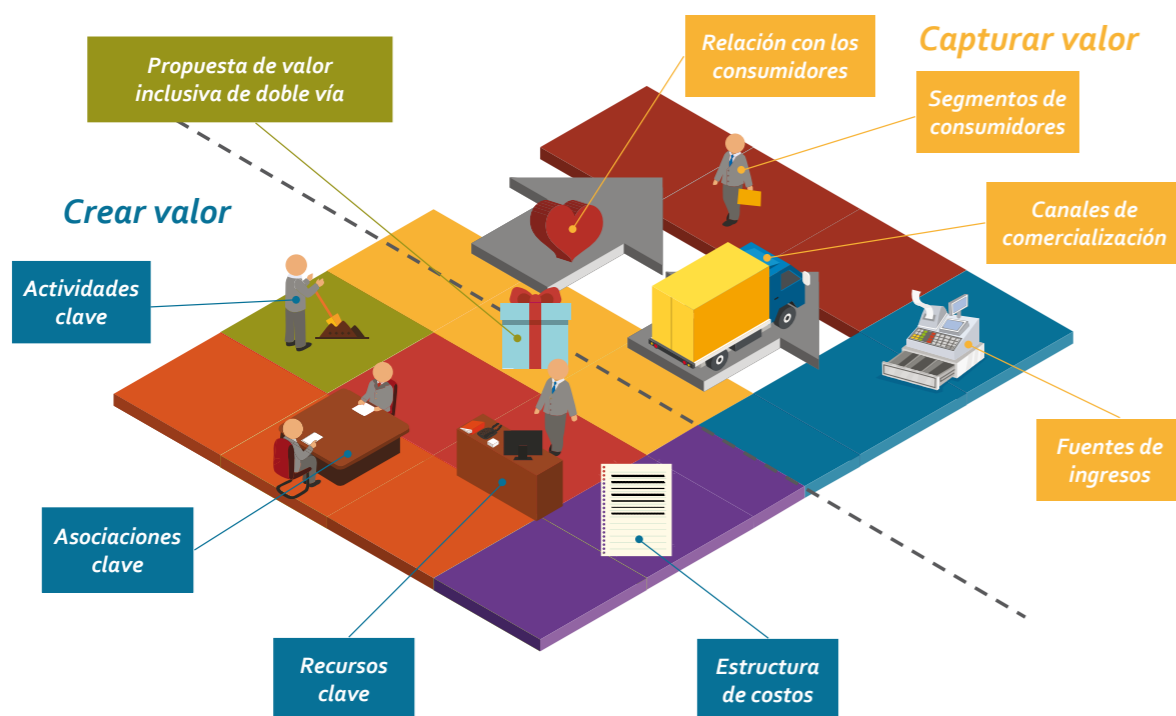 Capturar valor
Relación con los
consumidores
Propuesta de valor
inclusiva de doble vía
Segmentos de
consumidores
Crear valor
Canales de
comercialización
Actividades
clave
Fuentes de
ingresos
Asociaciones
clave
Recursos
clave
Estructura
de costos